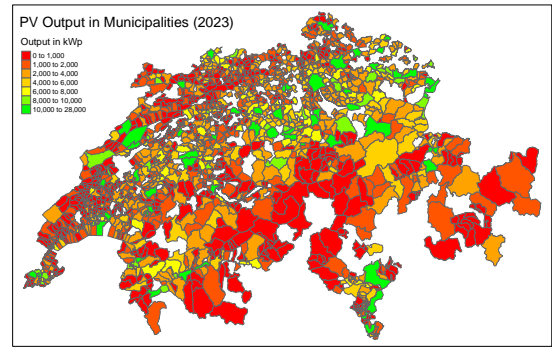 PV Output in Municipalities (2023)
Output in kWp
0 to 1,000
1,000 to 2,000
2,000 to 4,000
4,000 to 6,000
6,000 to 8,000
8,000 to 10,000
10,000 to 28,000